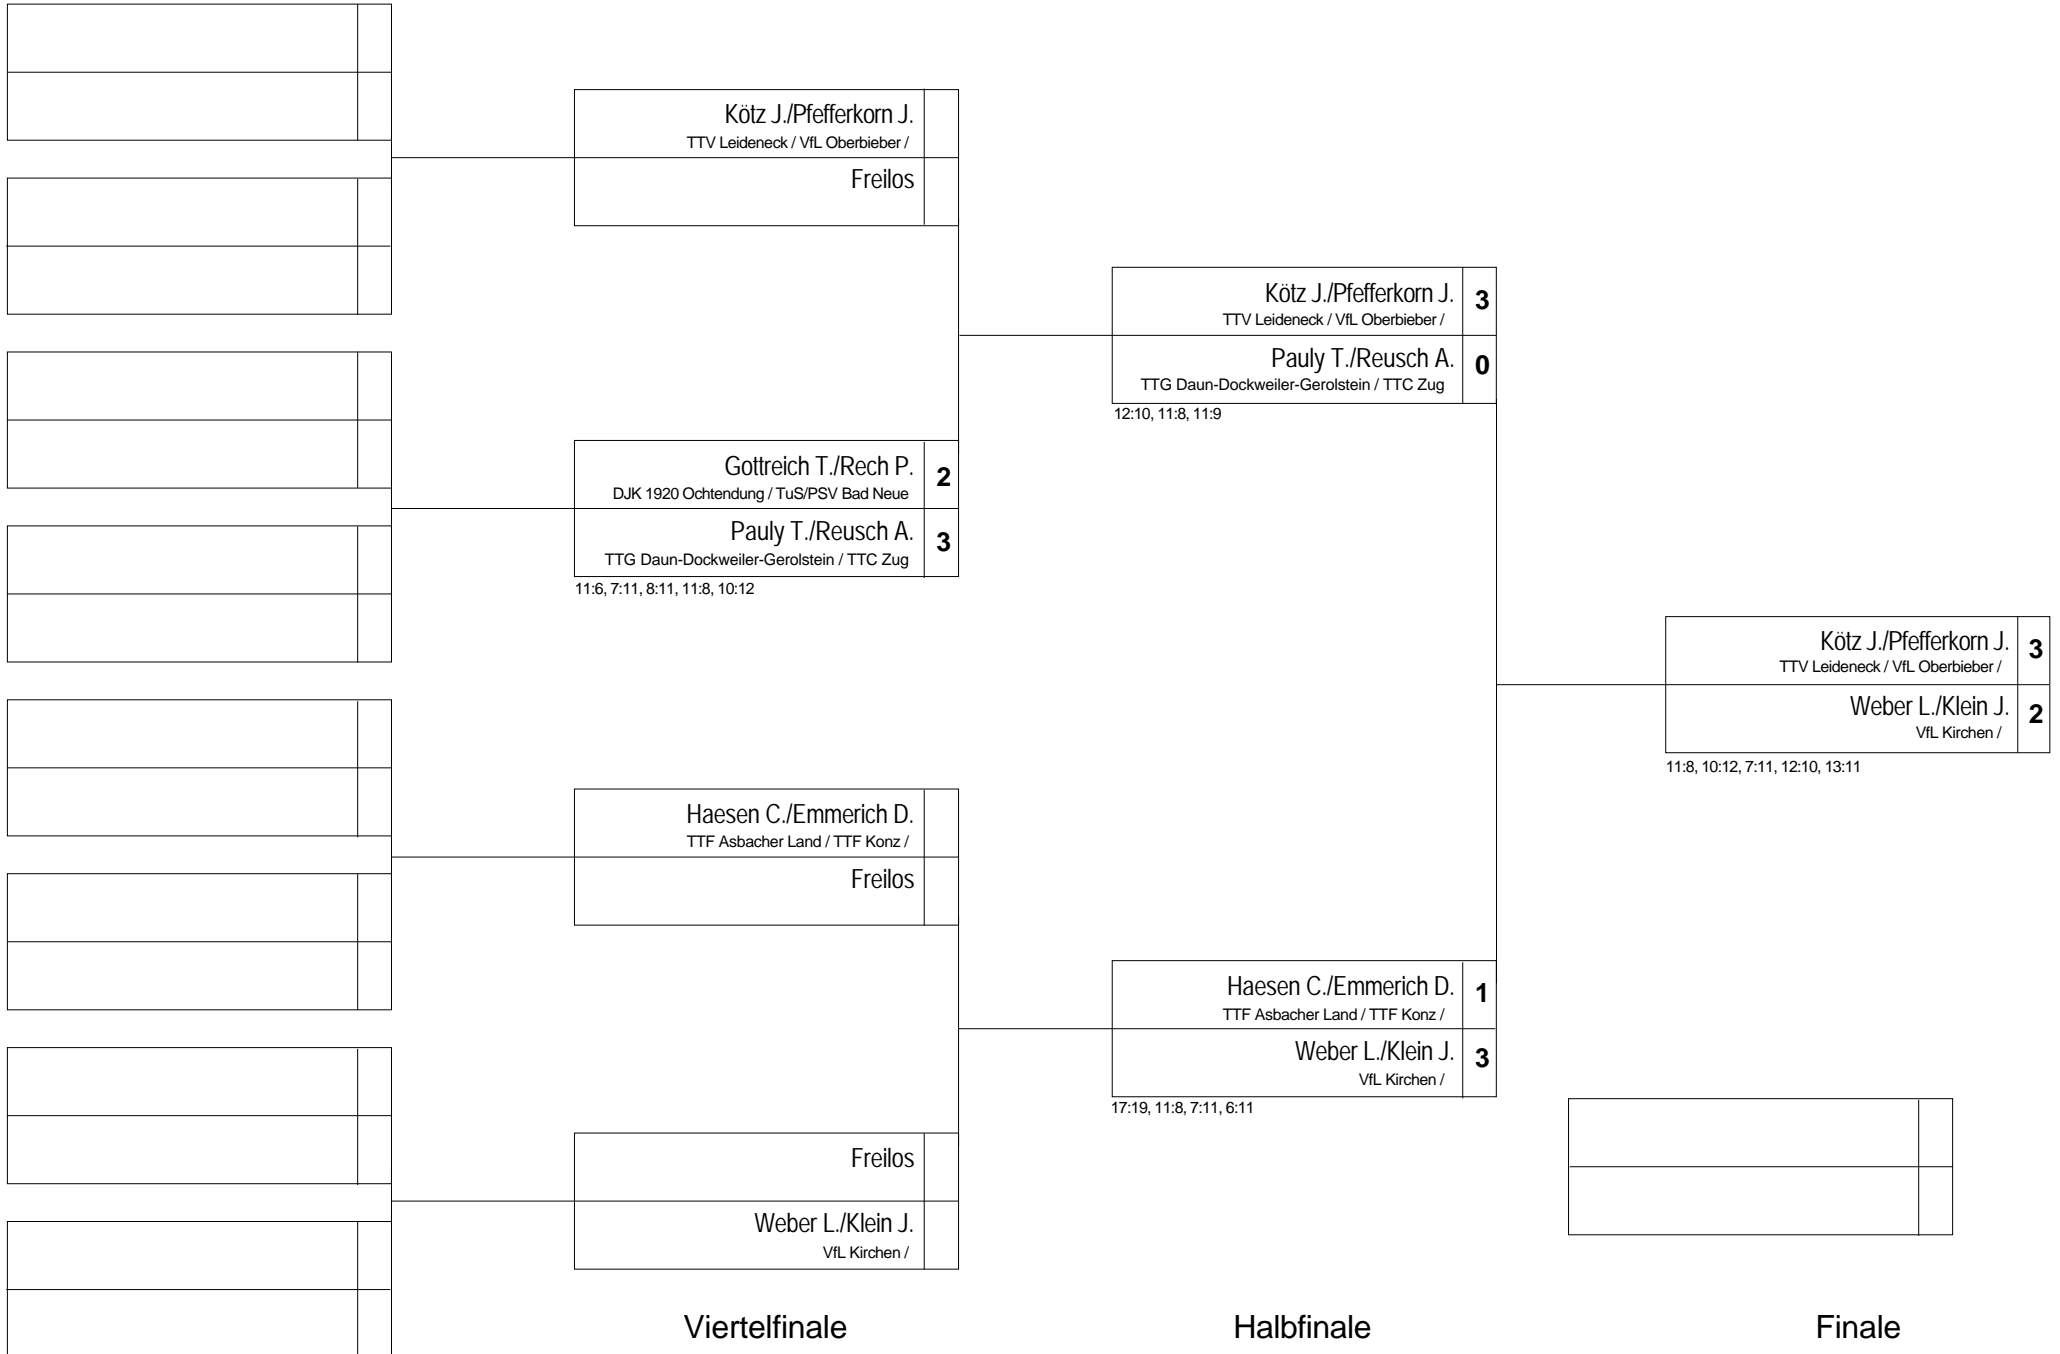 Kötz J./Pfefferkorn J.
TTV Leideneck / VfL Oberbieber /
Freilos
Gottreich T./Rech P. 2
DJK 1920 Ochtendung / TuS/PSV Bad Neue
Pauly T./Reusch A. 3
TTG Daun-Dockweiler-Gerolstein / TTC Zug
11:6, 7:11, 8:11, 11:8, 10:12
Haesen C./Emmerich D.
TTF Asbacher Land / TTF Konz /
Freilos
Freilos
Weber L./Klein J.
VfL Kirchen /
Viertelfinale
Kötz J./Pfefferkorn J. 3
TTV Leideneck / VfL Oberbieber /
Pauly T./Reusch A. 0
TTG Daun-Dockweiler-Gerolstein / TTC Zug
12:10, 11:8, 11:9
Haesen C./Emmerich D. 1
TTF Asbacher Land / TTF Konz /
Weber L./Klein J. 3
VfL Kirchen /
17:19, 11:8, 7:11, 6:11
Halbfinale
Kötz J./Pfefferkorn J. 3
TTV Leideneck / VfL Oberbieber /
Weber L./Klein J. 2
VfL Kirchen /
11:8, 10:12, 7:11, 12:10, 13:11
Finale